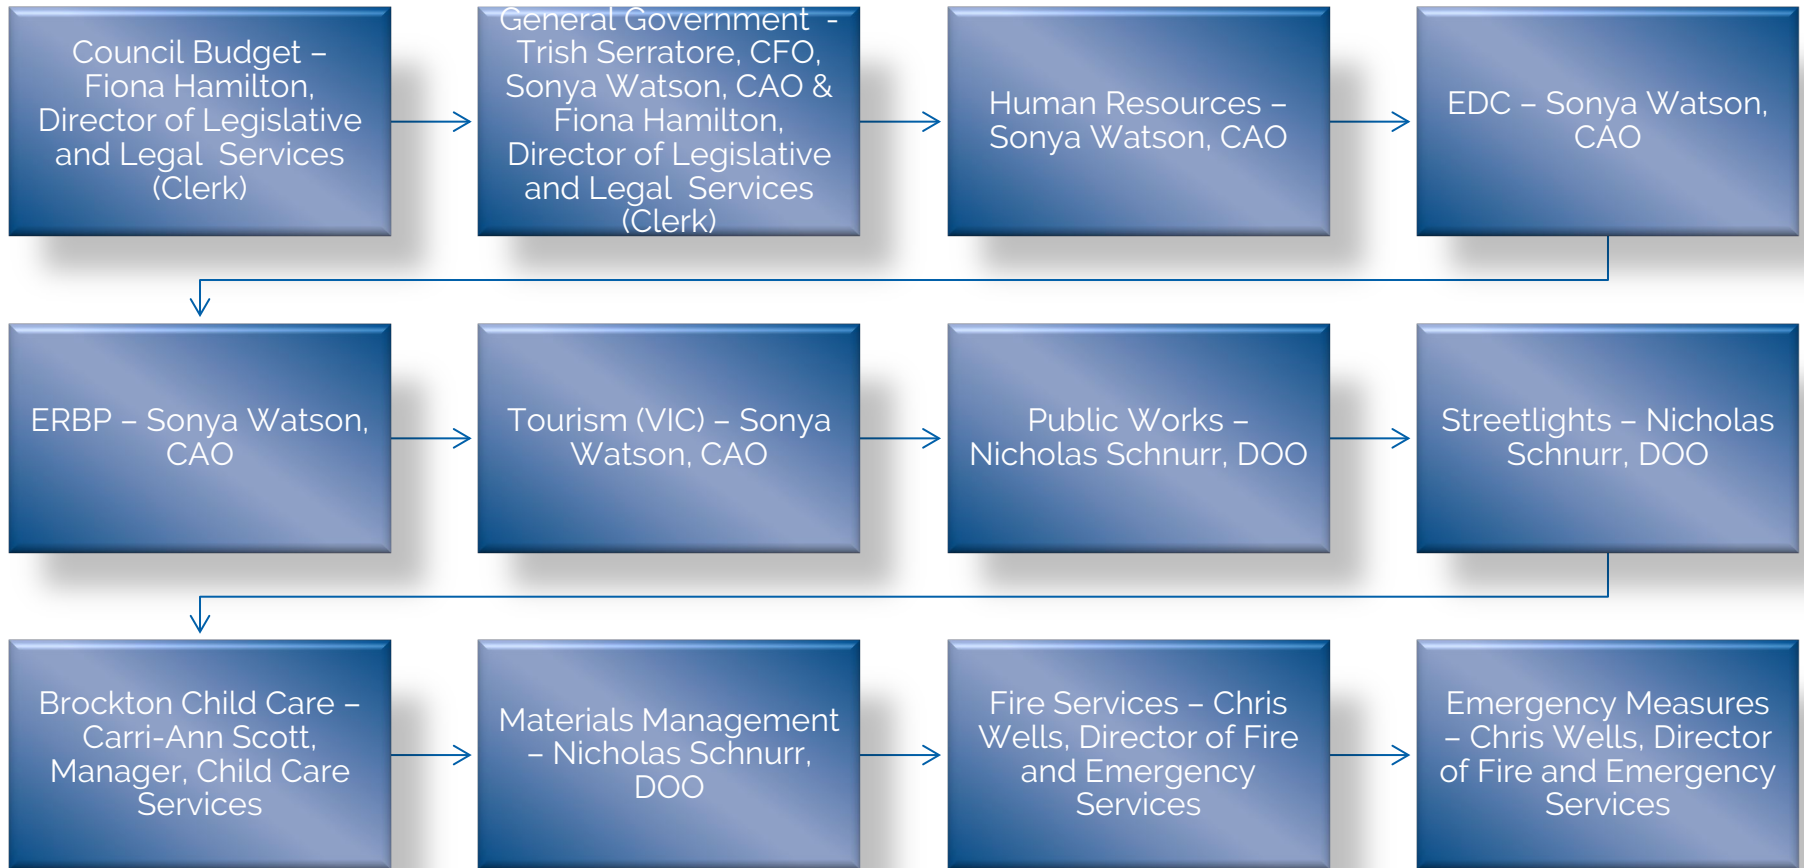 Council Budget –
Fiona Hamilton,
Director of Legislative
and Legal  Services
(Clerk)
General Government  -
Trish Serratore, CFO,
Sonya Watson, CAO &
Fiona Hamilton,
Director of Legislative
and Legal  Services
(Clerk)
Human Resources –
Sonya Watson, CAO
EDC – Sonya Watson,
CAO
ERBP – Sonya Watson,
CAO
Tourism (VIC) – Sonya
Watson, CAO
Public Works –
Nicholas Schnurr, DOO
Streetlights – Nicholas
Schnurr, DOO
Brockton Child Care –
Carri-Ann Scott,
Manager, Child Care
Services
Materials Management
– Nicholas Schnurr,
DOO
Fire Services – Chris
Wells, Director of Fire
and Emergency
Services
Emergency Measures
– Chris Wells, Director
of Fire and Emergency
Services